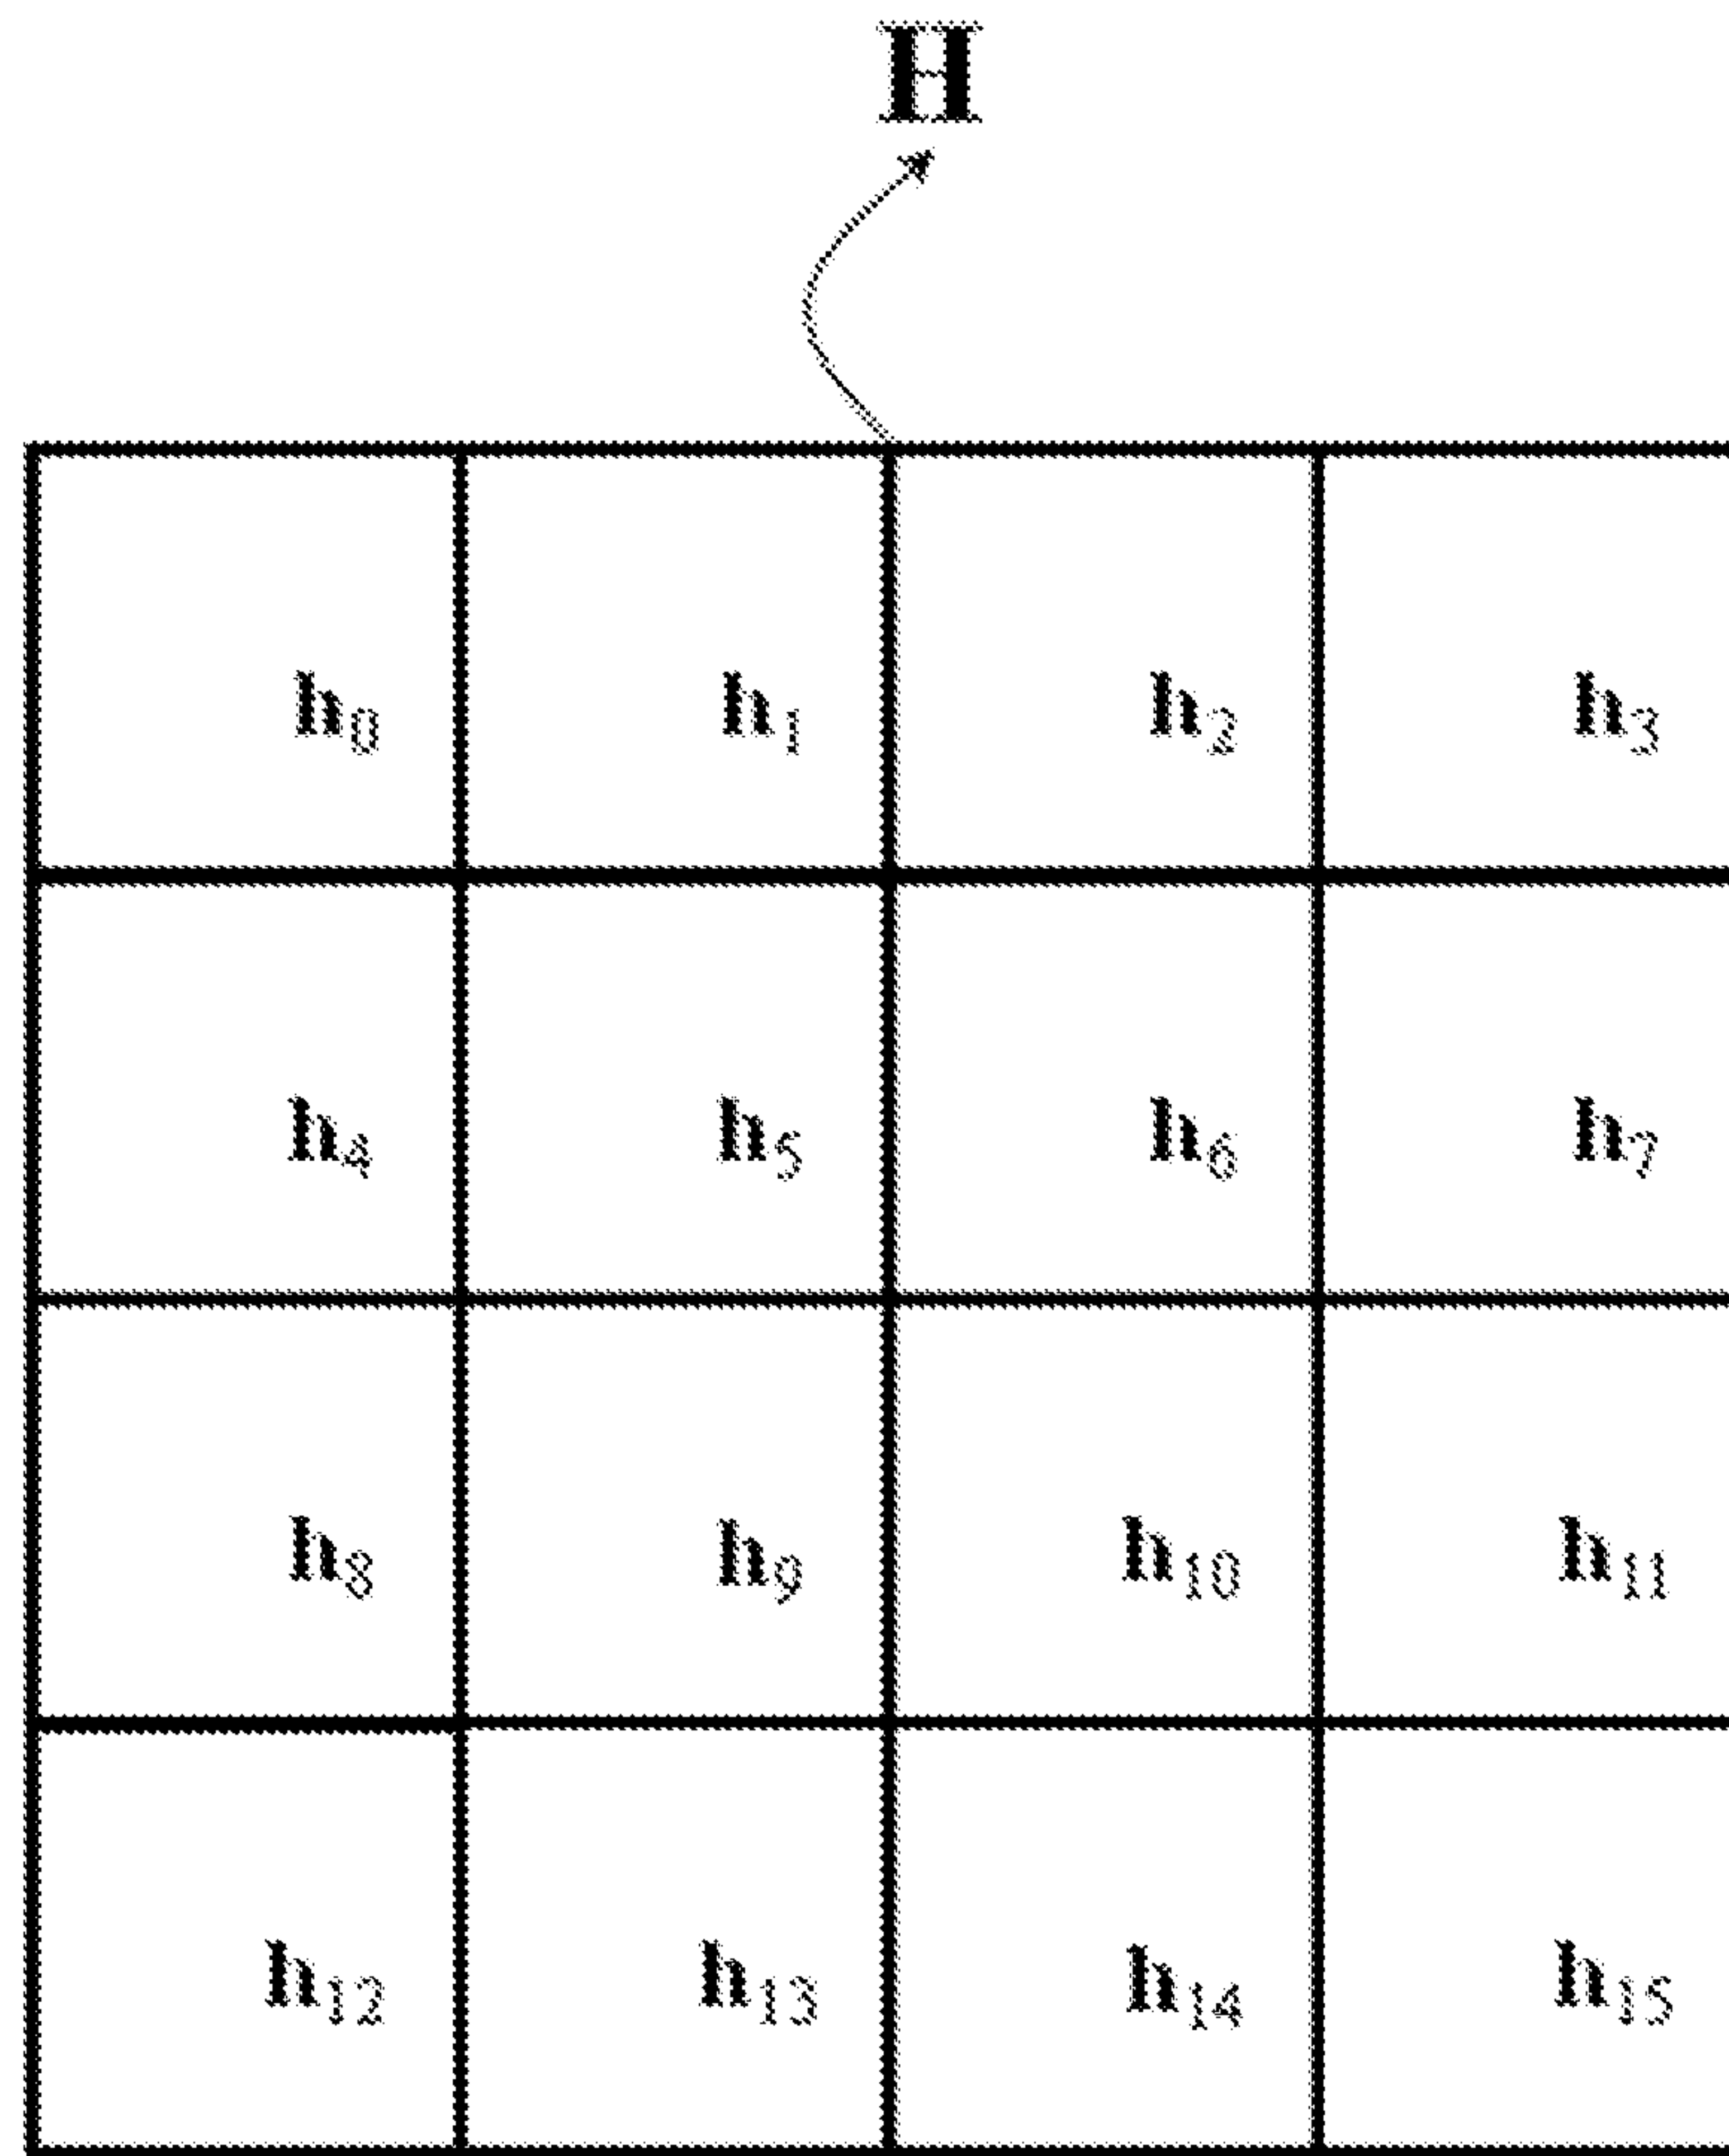 H
h₀ h₁ h₂ h₃
h₄ h₅ h₆ h₇
h₈ h₉ h₁₀ h₁₁
h₁₂ h₁₃ h₁₄ h₁₅